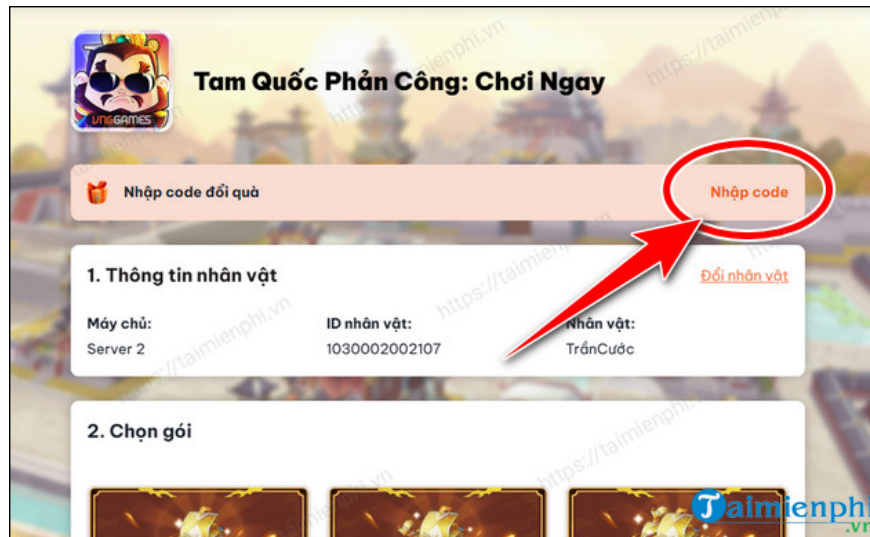 https://taimienphi.vn
VNGGAMES
Tam Quốc Phản Công: Chơi Ngay
Nhập code đổi quà
Nhập code
1. Thông tin nhân vật
Đổi nhân vật
Máy chủ:
ID nhân vật:
Nhân vật:
Server 2
1030002002107
TrầnCước
2. Chọn gói
Taimienphi
.vn